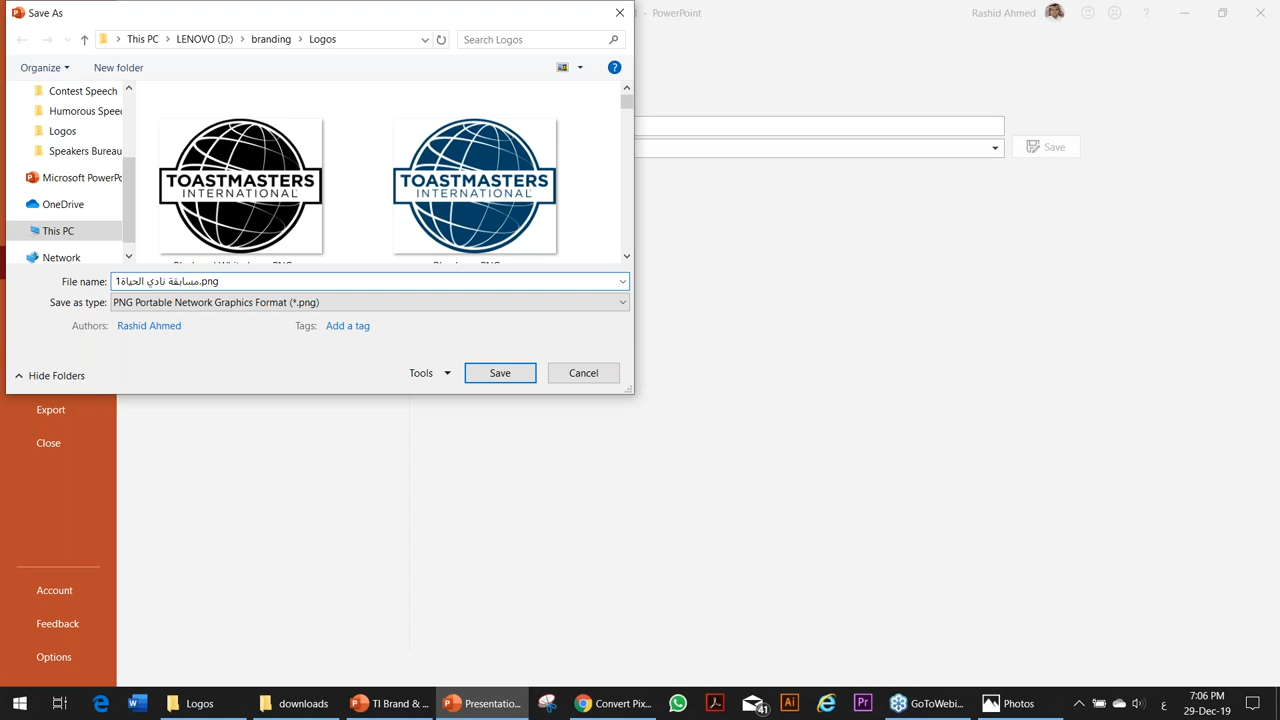 Save As
- PowerPoint
Rashid Ahmed
This PC
LENOVO (D:)
branding
Logos
Search Logos
Organize
New folder
Contest Speech
Humorous Spee
Logos
Speakers Bureau
Microsoft PowerPo
OneDrive
This PC
Network
TOASTMASTERS
INTERNATIONAL
TOASTMASTERS
INTERNATIONAL
File name:
مسابقة نادي الحياة1.png
Save as type:
PNG Portable Network Graphics Format (*.png)
Authors:
Rashid Ahmed
Tags:
Add a tag
Hide Folders
Tools
Save
Cancel
Save
Export
Close
Account
Feedback
Options
Logos
downloads
TI Brand & ...
Presentatio...
Convert Pix...
41
GoToWebi...
Photos
ع
7:06 PM
29-Dec-19